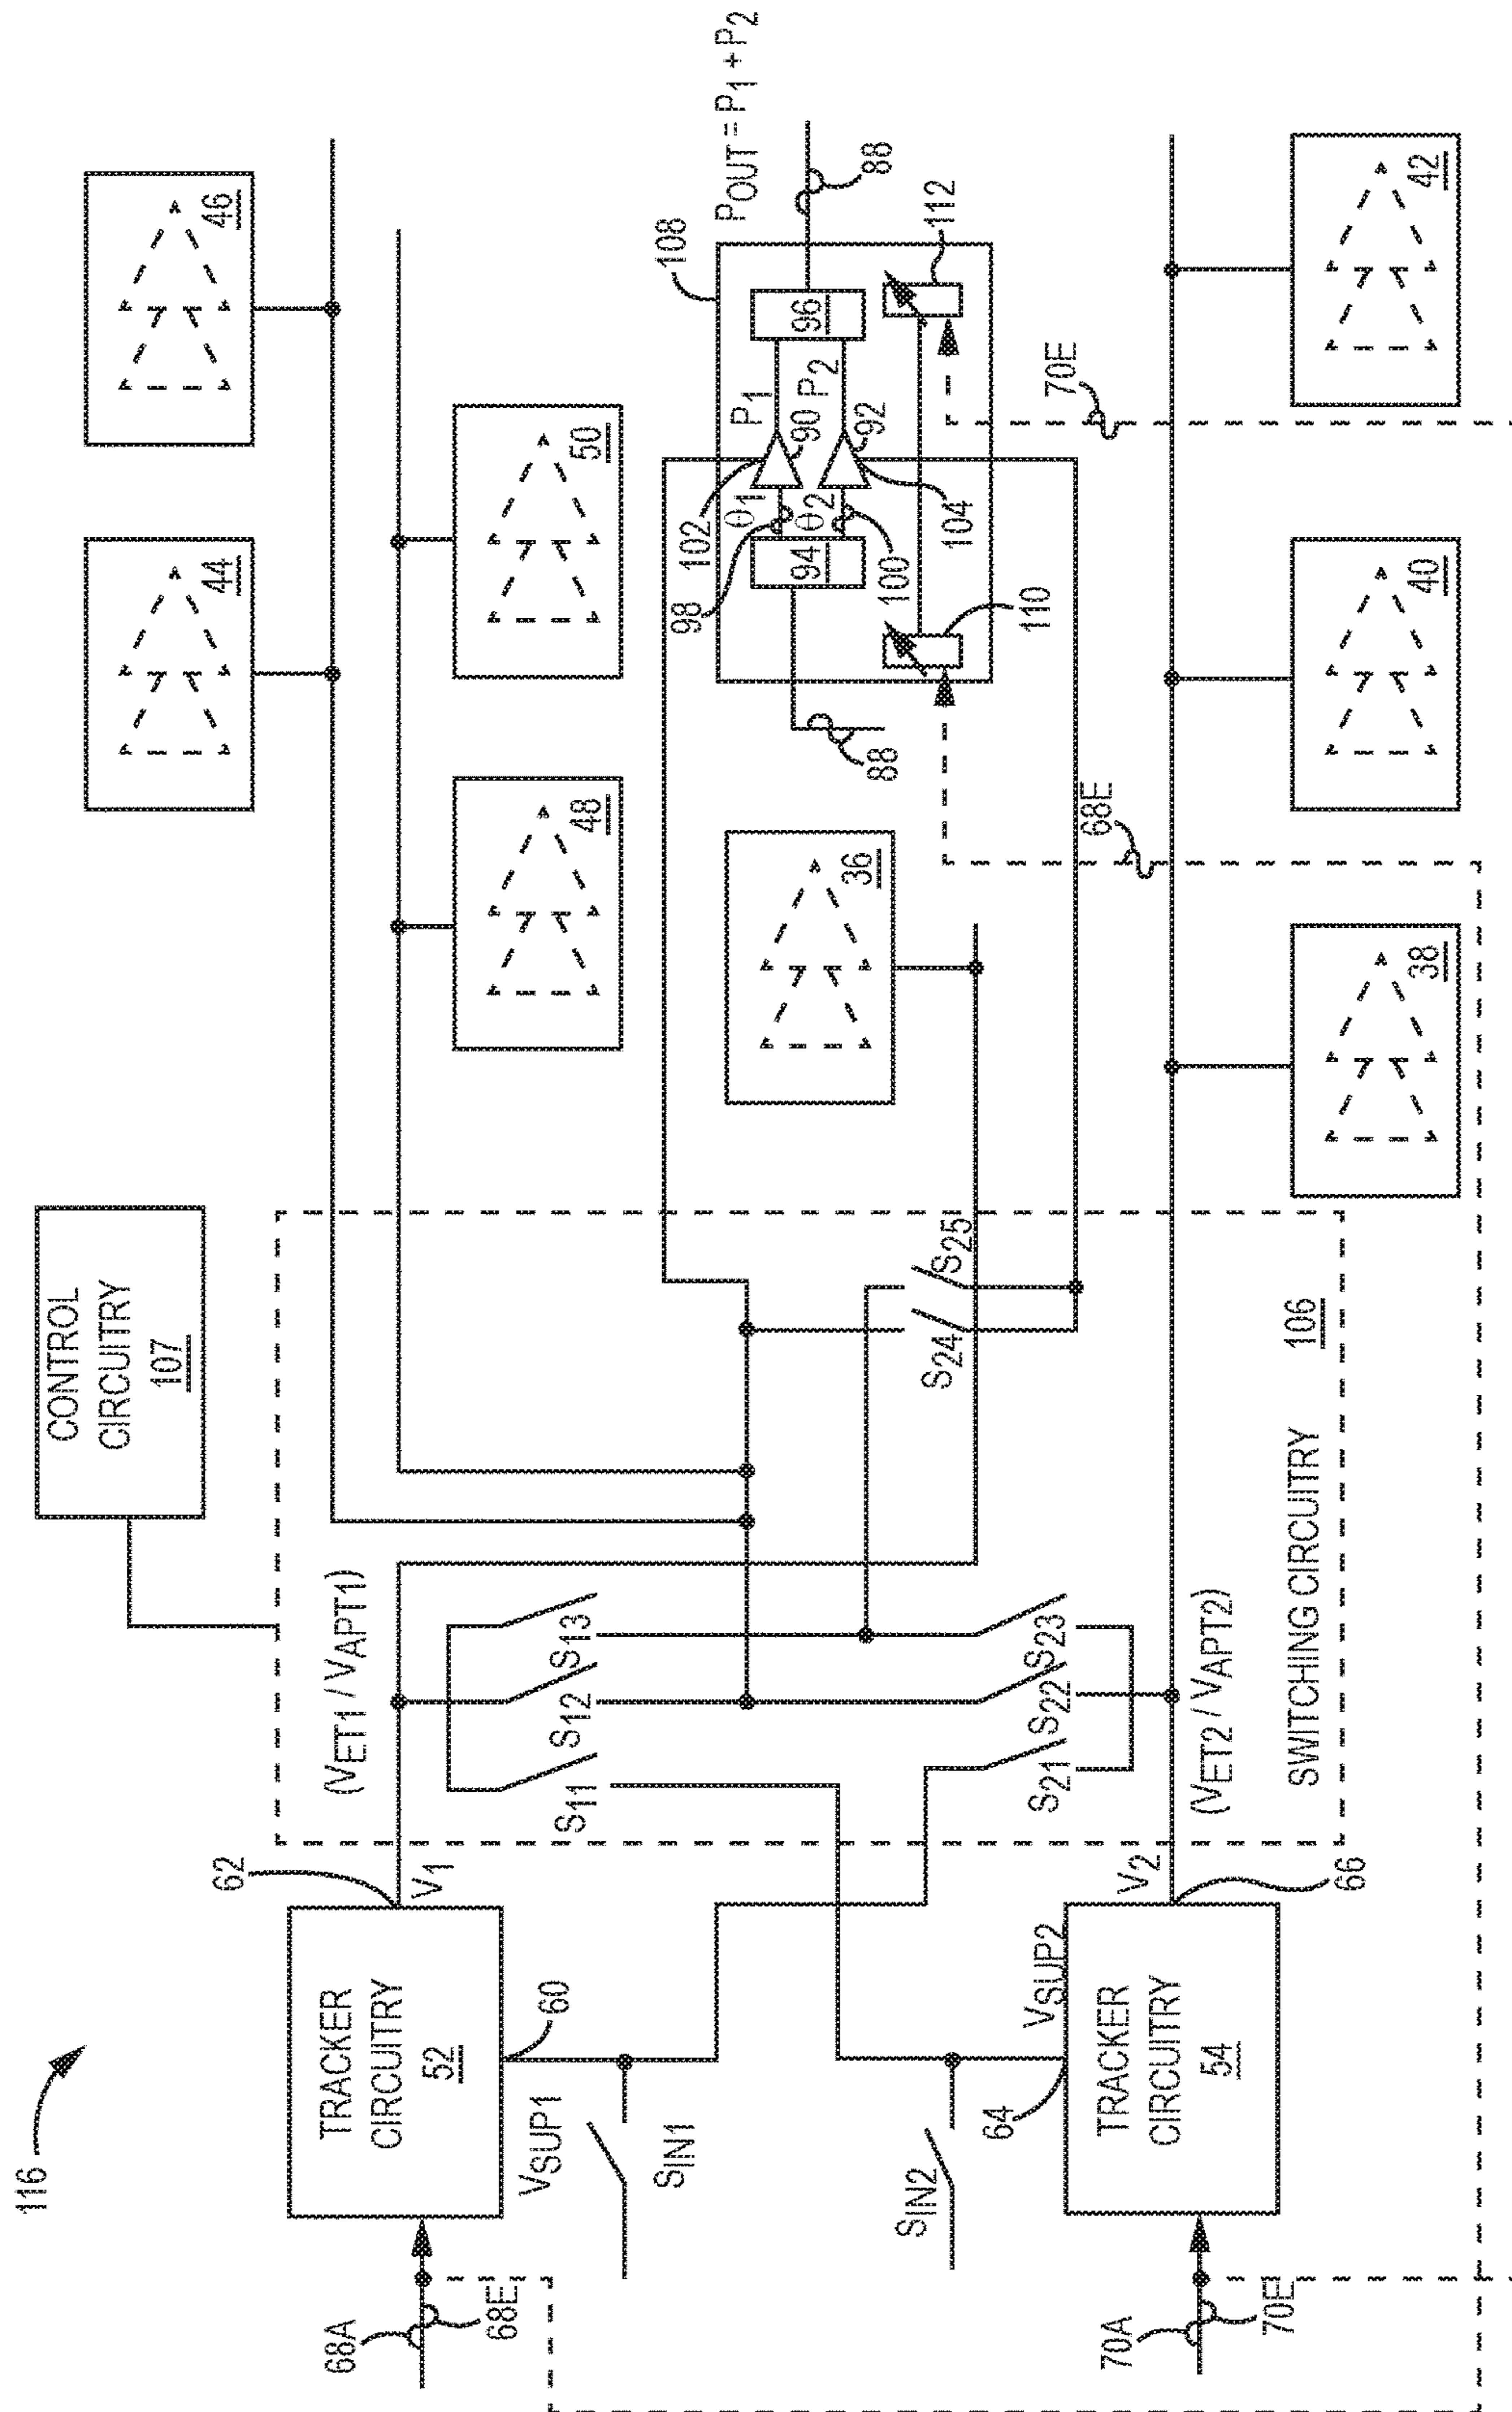 116
CONTROL
CIRCUITRY
107
44
46
48
50
62
V1
(VET1 / VAPT1)
68A
68E
TRACKER
CIRCUITRY
52
60
VSUP1
SIN1
S11
S12
S13
36
108
POUT = P1 + P2
88
88
98
102
θ1
P1
90
94
96
θ2
P2
92
100
104
110
112
S24
S25
SIN2
64
VSUP2
S21
S22
S23
68E
70E
TRACKER
CIRCUITRY
54
V2
66
(VET2 / VAPT2)
70A
70E
SWITCHING CIRCUITRY
106
38
40
42